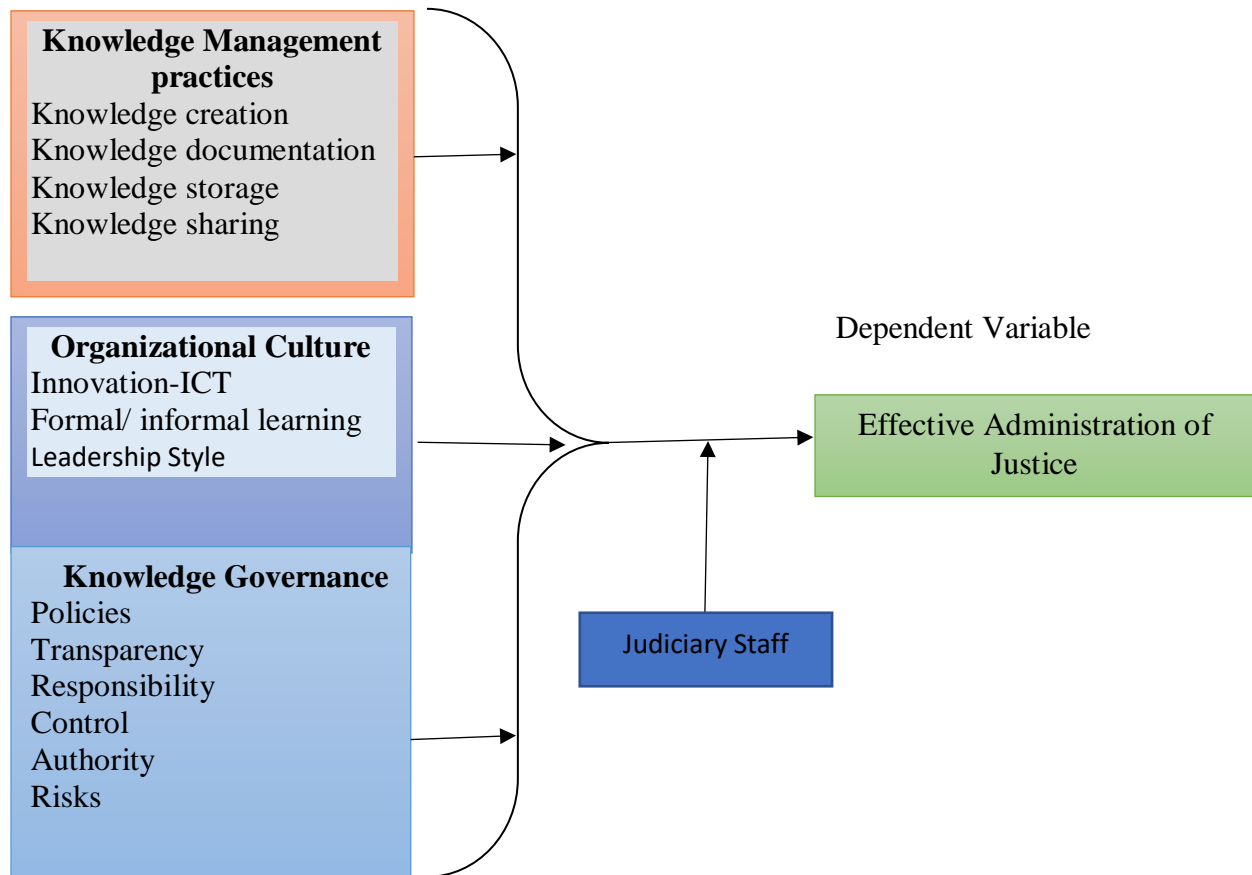 Knowledge Management
practices
Knowledge creation
Knowledge documentation
Knowledge storage
Knowledge sharing
Organizational Culture
Innovation-ICT
Formal/ informal learning
Leadership Style
Knowledge Governance
Policies
Transparency
Responsibility
Control
Authority
Risks
Judiciary Staff
Dependent Variable
Effective Administration of
Justice